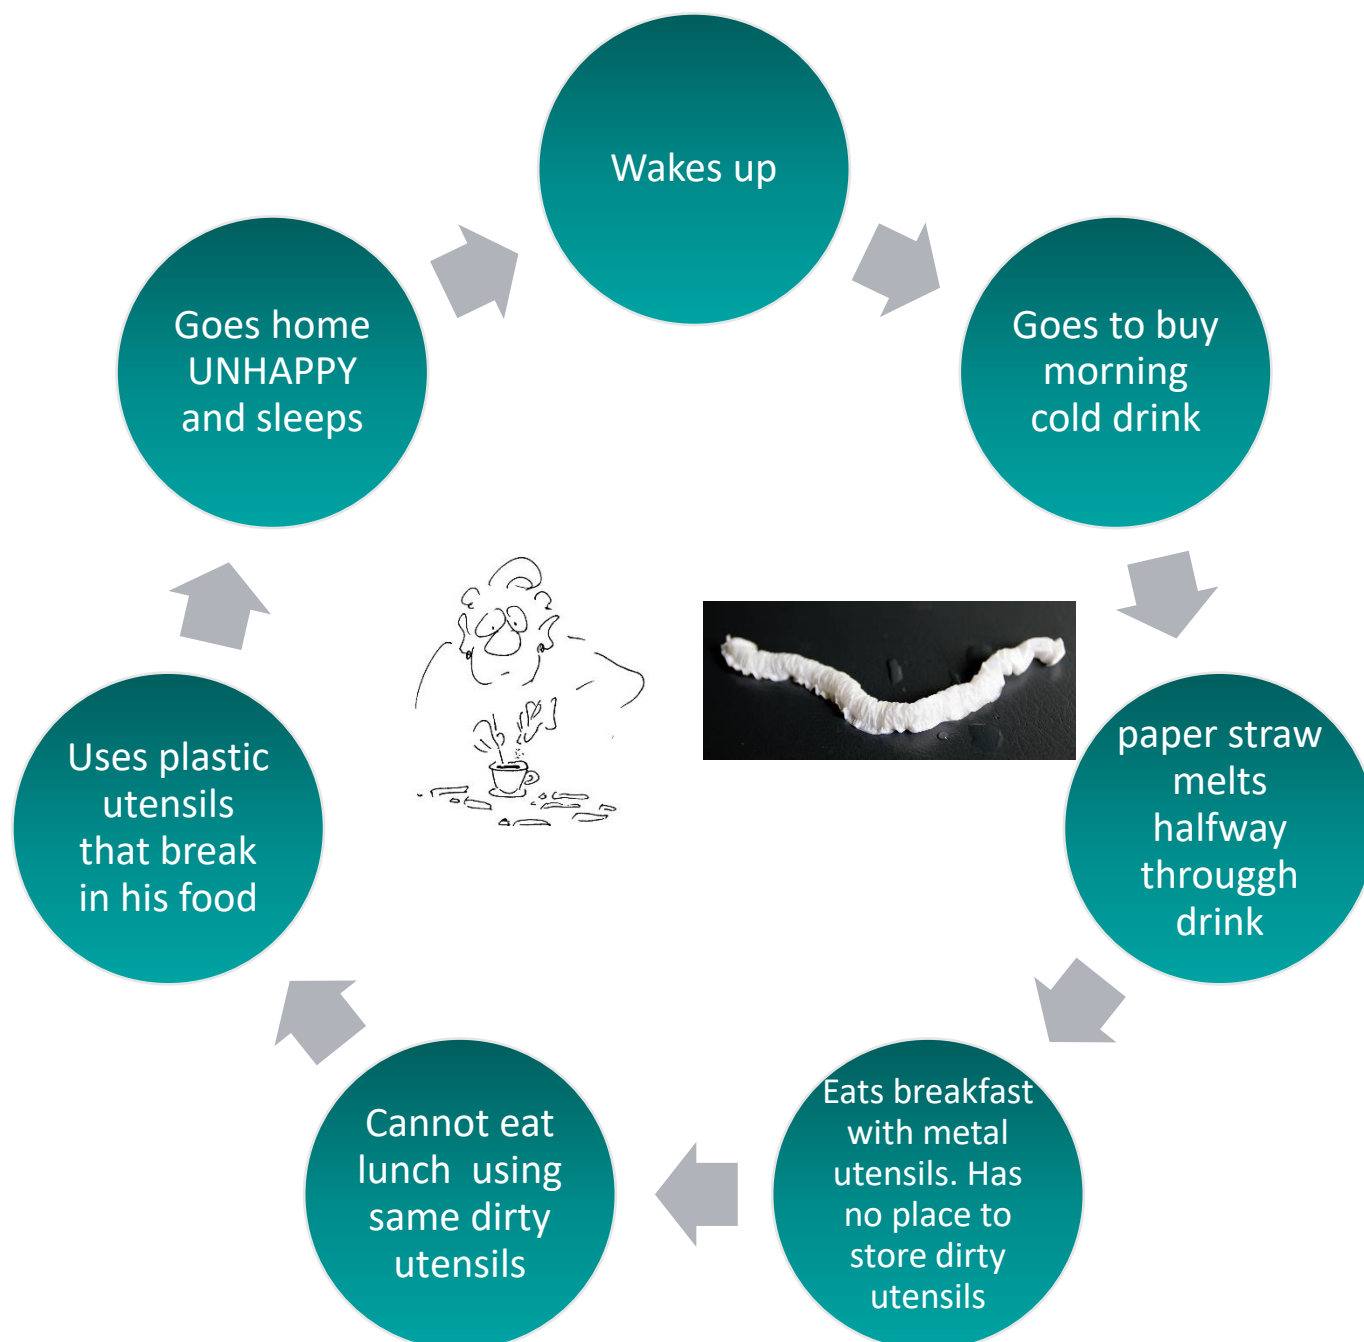 Wakes up
Goes to buy
morning
cold drink
paper straw
melts
halfway
througgh
drink
Eats breakfast
with metal
utensils. Has
no place to
store dirty
utensils
Cannot eat
lunch  using
same dirty
utensils
Uses plastic
utensils
that break
in his food
Goes home
UNHAPPY
and sleeps